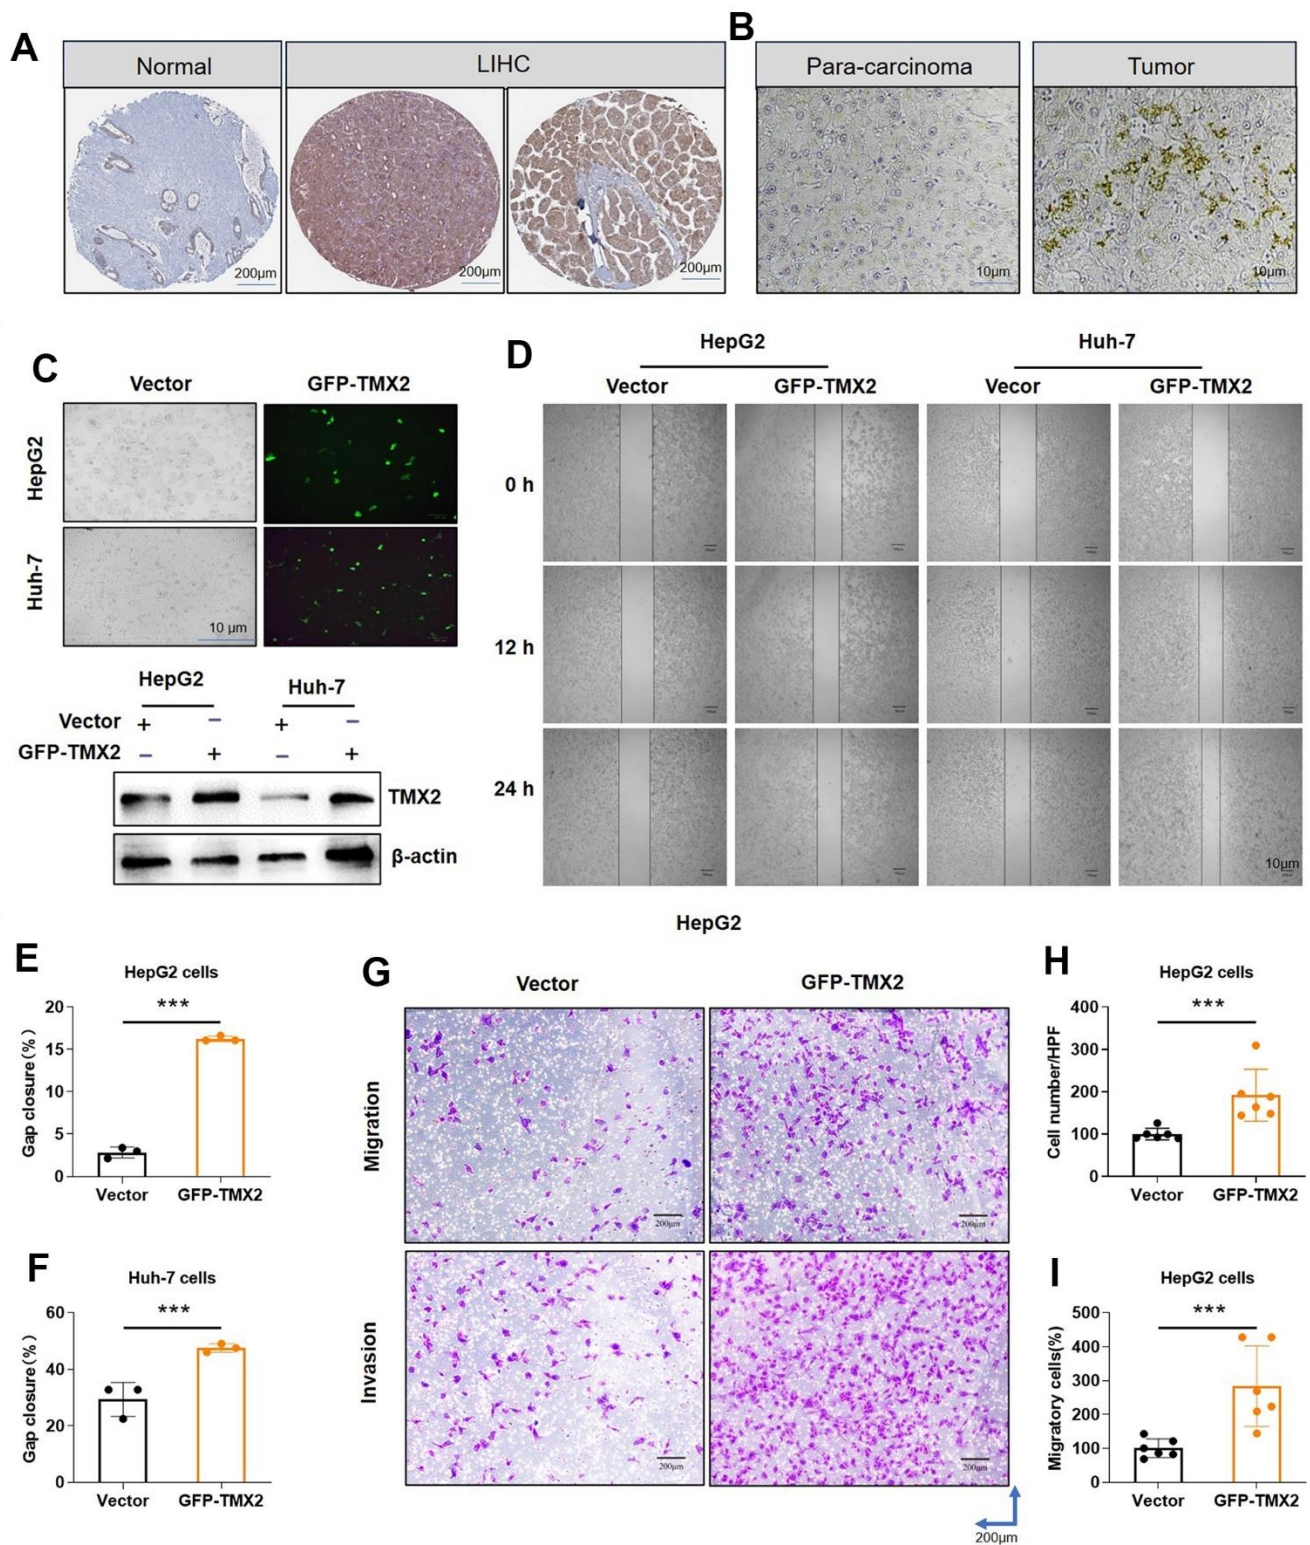 A
Normal
LIHC
200μm
200μm
200μm
B
Para-carcinoma
Tumor
10μm
10μm
C
Vector
GFP-TMX2
HepG2
Huh-7
10 μm
HepG2
Huh-7
Vector + − + −
GFP-TMX2 − + − +
TMX2
β-actin
D
HepG2
Huh-7
Vector
GFP-TMX2
Vecor
GFP-TMX2
0 h
12 h
24 h
10μm
E
HepG2 cells
***
Gap closure(%)
20
15
10
5
0
Vector
GFP-TMX2
F
Huh-7 cells
***
Gap closure(%)
60
40
20
0
Vector
GFP-TMX2
HepG2
G
Vector
GFP-TMX2
Migration
200μm
200μm
Invasion
200μm
200μm
200μm
H
HepG2 cells
***
Cell number/HPF
400
300
200
100
0
Vector
GFP-TMX2
I
HepG2 cells
***
Migratory cells(%)
500
400
300
200
100
0
Vector
GFP-TMX2